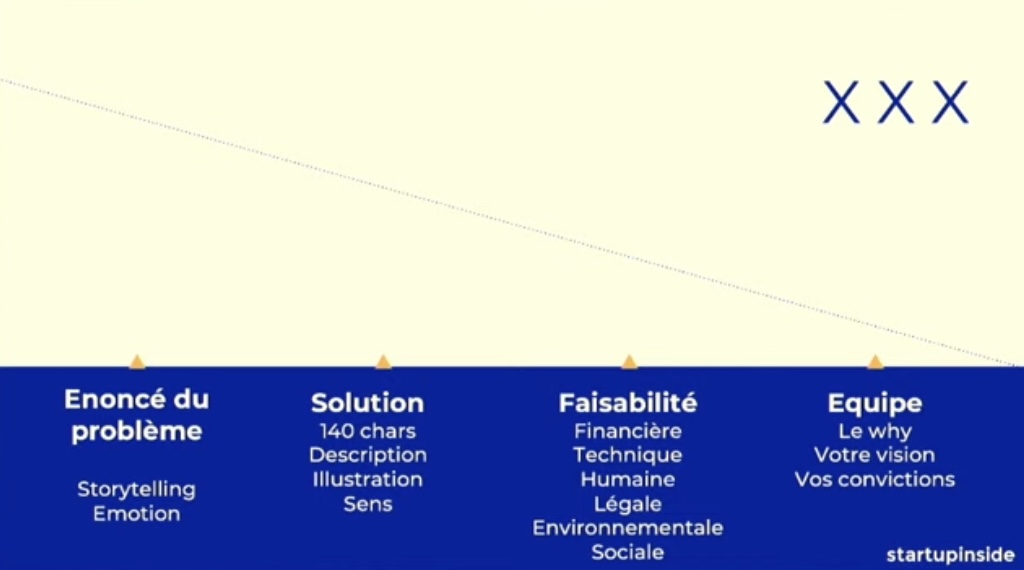 X X X
Enoncé du
problème
Storytelling
Emotion
Solution
140 chars
Description
Illustration
Sens
Faisabilité
Financière
Technique
Humaine
Légale
Environnementale
Sociale
Equipe
Le why
Votre vision
Vos convictions
startupinside